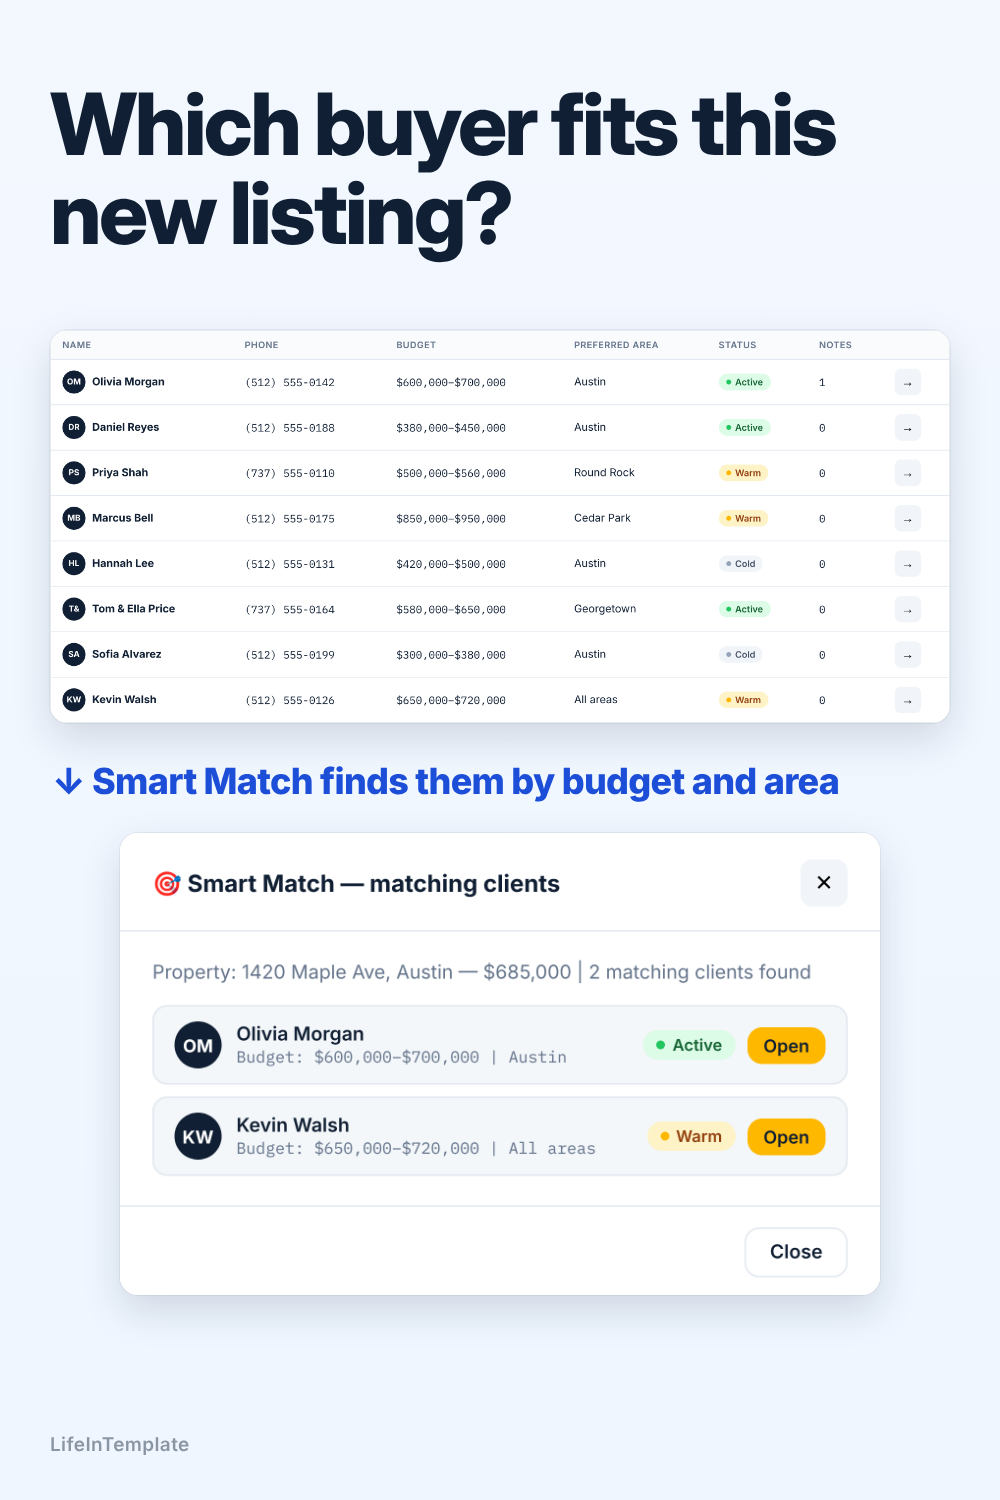 Which buyer fits this
new listing?
NAME PHONE BUDGET PREFERRED AREA STATUS NOTES
OM Olivia Morgan (512) 555-0142 $600,000–$700,000 Austin Active 1 →
DR Daniel Reyes (512) 555-0188 $380,000–$450,000 Austin Active 0 →
PS Priya Shah (737) 555-0110 $500,000–$560,000 Round Rock Warm 0 →
MB Marcus Bell (512) 555-0175 $850,000–$950,000 Cedar Park Warm 0 →
HL Hannah Lee (512) 555-0131 $420,000–$500,000 Austin Cold 0 →
T& Tom & Ella Price (737) 555-0164 $580,000–$650,000 Georgetown Active 0 →
SA Sofia Alvarez (512) 555-0199 $300,000–$380,000 Austin Cold 0 →
KW Kevin Walsh (512) 555-0126 $650,000–$720,000 All areas Warm 0 →
↓ Smart Match finds them by budget and area
🎯 Smart Match — matching clients ✕
Property: 1420 Maple Ave, Austin — $685,000 | 2 matching clients found
OM Olivia Morgan Active Open
Budget: $600,000–$700,000 | Austin
KW Kevin Walsh Warm Open
Budget: $650,000–$720,000 | All areas
Close
LifeInTemplate